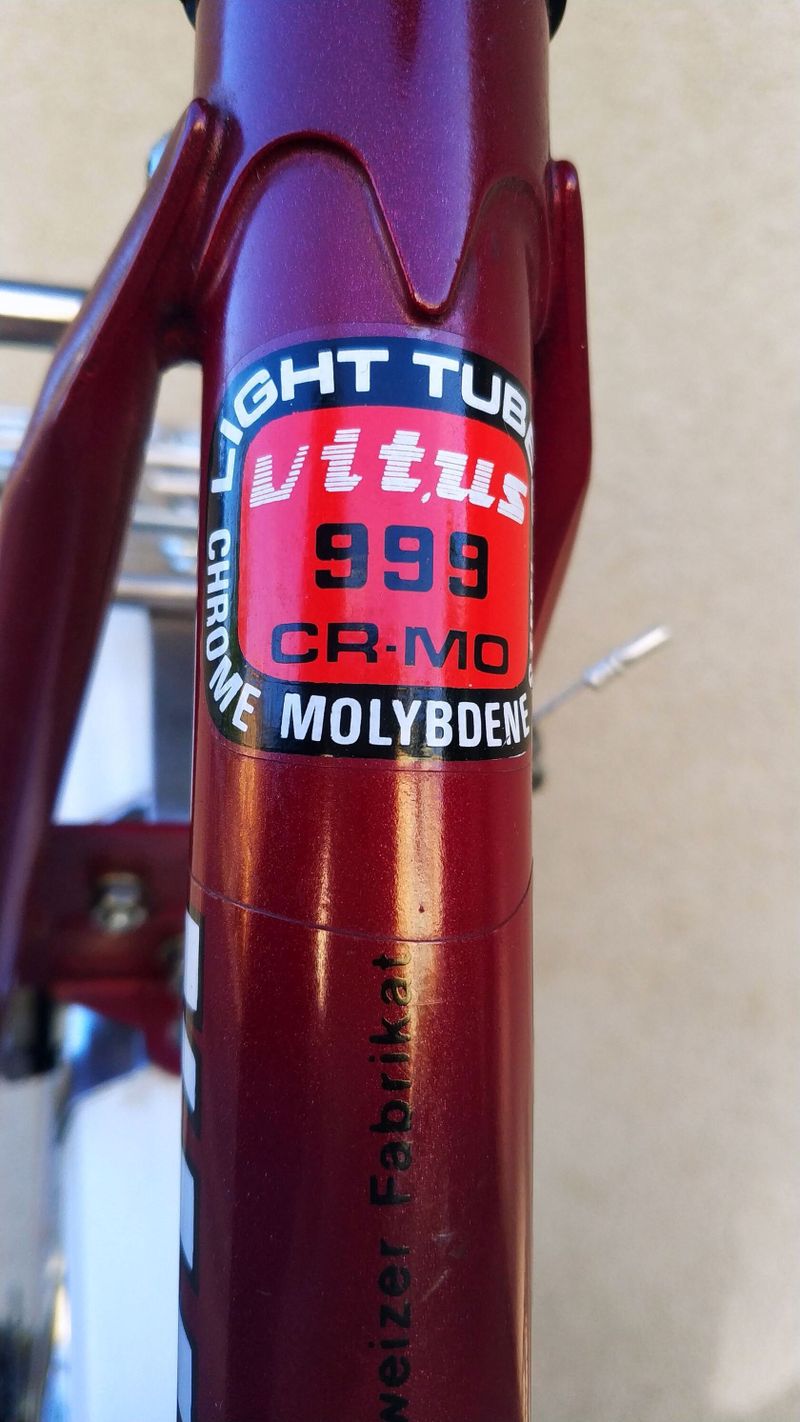 LIGHT TUBE
vitus
999
CR-MO
CHROME MOLYBDENE
weizer Fabrikat